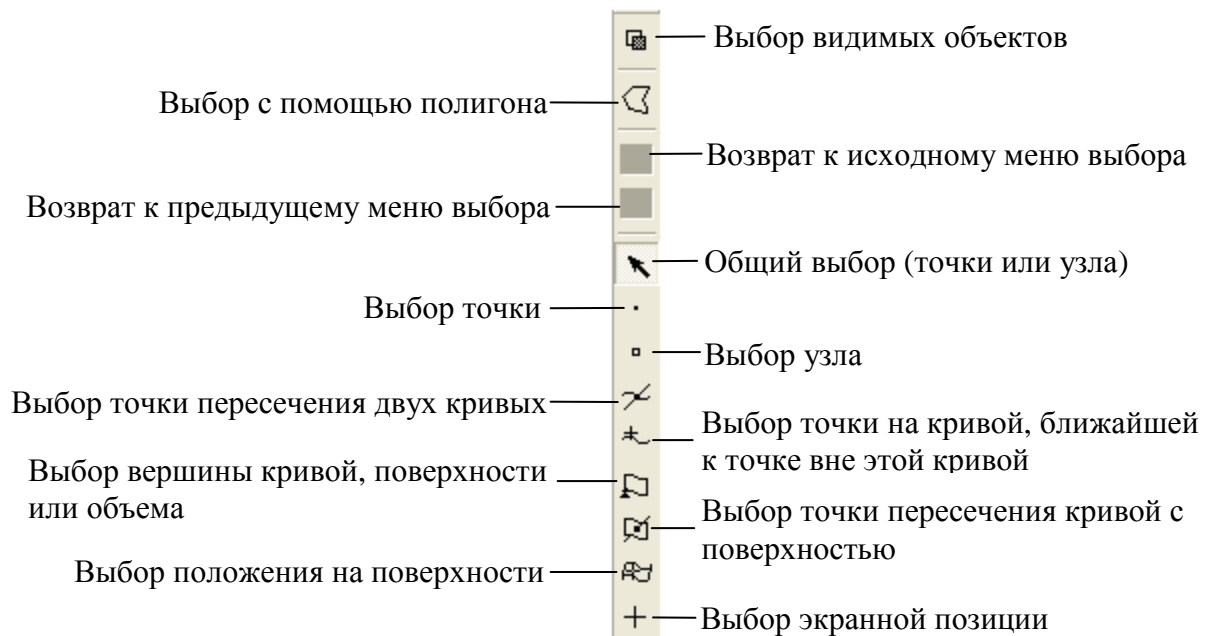 Выбор видимых объектов
Выбор с помощью полигона
Возврат к исходному меню выбора
Возврат к предыдущему меню выбора
Общий выбор (точки или узла)
Выбор точки
Выбор узла
Выбор точки пересечения двух кривых
Выбор точки на кривой, ближайшей
к точке вне этой кривой
Выбор вершины кривой, поверхности
или объема
Выбор точки пересечения кривой с
поверхностью
Выбор положения на поверхности
Выбор экранной позиции